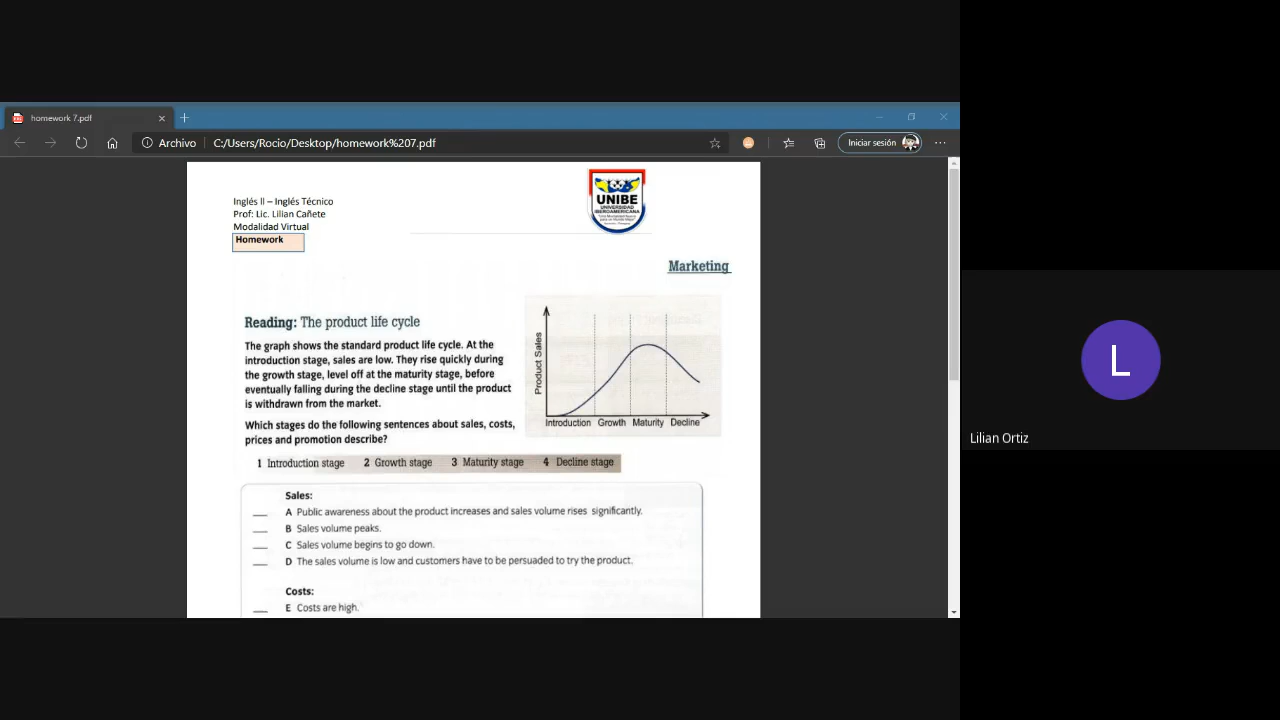 homework 7.pdf
Archivo C:/Users/Rocio/Desktop/homework%207.pdf Iniciar sesión
Inglés II – Inglés Técnico
Prof: Lic. Lilian Cañete
Modalidad Virtual
Homework
UNIBE
UNIVERSIDAD
IBEROAMERICANA
Marketing
Reading: The product life cycle
The graph shows the standard product life cycle. At the
introduction stage, sales are low. They rise quickly during
the growth stage, level off at the maturity stage, before
eventually falling during the decline stage until the product
is withdrawn from the market.
Which stages do the following sentences about sales, costs,
prices and promotion describe?
Product Sales
Introduction Growth Maturity Decline
1 Introduction stage 2 Growth stage 3 Maturity stage 4 Decline stage
Sales:
__ A Public awareness about the product increases and sales volume rises significantly.
__ B Sales volume peaks.
__ C Sales volume begins to go down.
__ D The sales volume is low and customers have to be persuaded to try the product.
Costs:
__ E Costs are high.
L
Lilian Ortiz